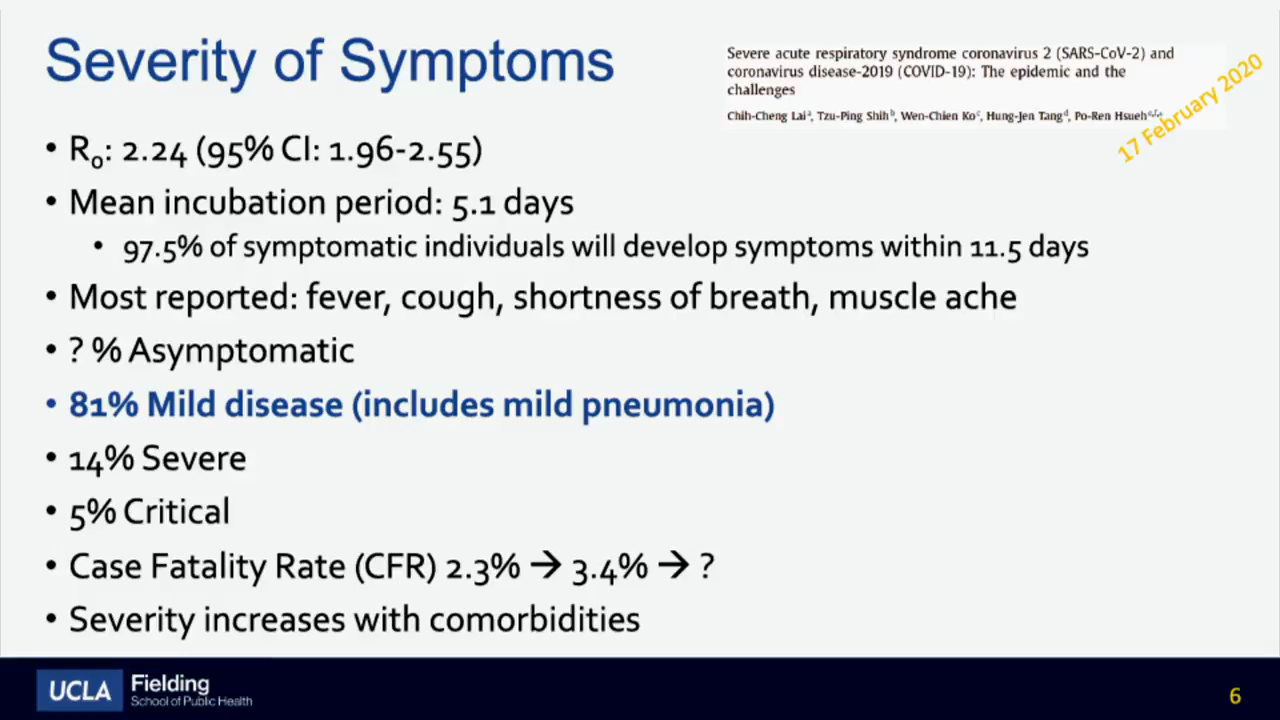 Severity of Symptoms
Severe acute respiratory syndrome coronavirus 2 (SARS-CoV-2) and
coronavirus disease-2019 (COVID-19): The epidemic and the
challenges
Chih-Cheng Lai a, Tzu-Ping Shih b, Wen-Chien Ko c, Hung-Jen Tang d, Po-Ren Hsueh e,f,*
17 February 2020
• R₀: 2.24 (95% CI: 1.96-2.55)
• Mean incubation period: 5.1 days
• 97.5% of symptomatic individuals will develop symptoms within 11.5 days
• Most reported: fever, cough, shortness of breath, muscle ache
• ? % Asymptomatic
• 81% Mild disease (includes mild pneumonia)
• 14% Severe
• 5% Critical
• Case Fatality Rate (CFR) 2.3% → 3.4% → ?
• Severity increases with comorbidities
UCLA
Fielding
School of Public Health
6